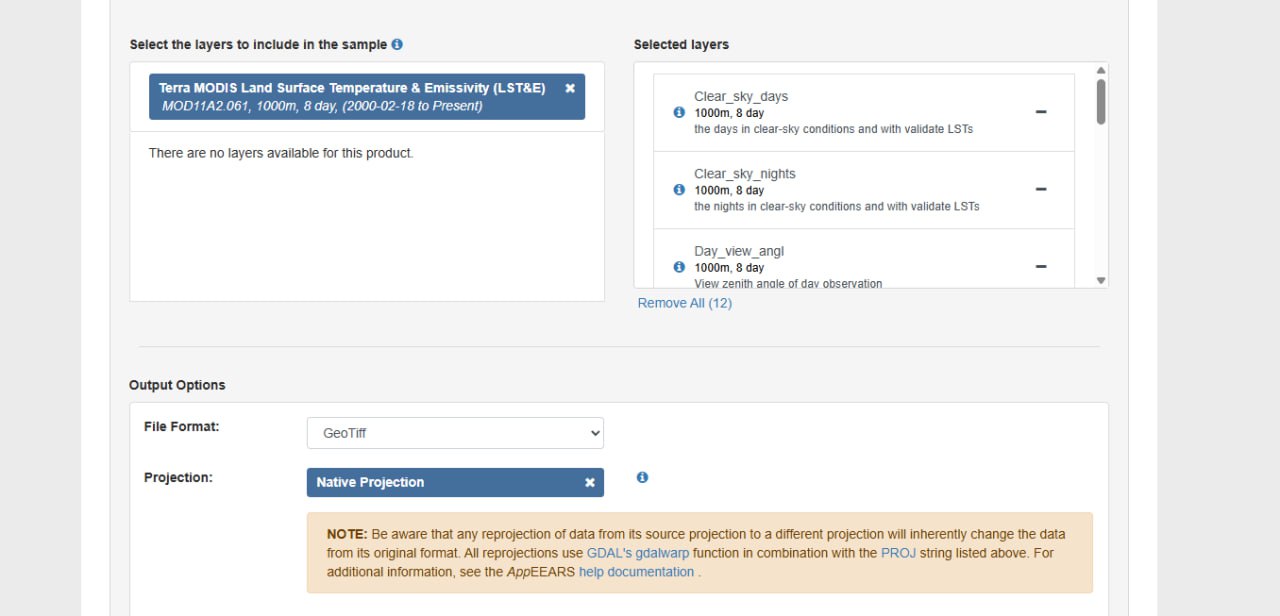 Select the layers to include in the sample
Terra MODIS Land Surface Temperature & Emissivity (LST&E)
MOD11A2.061, 1000m, 8 day, (2000-02-18 to Present)
There are no layers available for this product.
Selected layers
Clear_sky_days
1000m, 8 day
the days in clear-sky conditions and with validate LSTs
Clear_sky_nights
1000m, 8 day
the nights in clear-sky conditions and with validate LSTs
Day_view_angl
1000m, 8 day
View zenith angle of day observation
Remove All (12)
Output Options
File Format:
GeoTiff
Projection:
Native Projection
NOTE: Be aware that any reprojection of data from its source projection to a different projection will inherently change the data
from its original format. All reprojections use GDAL's gdalwarp function in combination with the PROJ string listed above. For
additional information, see the AppEEARS help documentation .